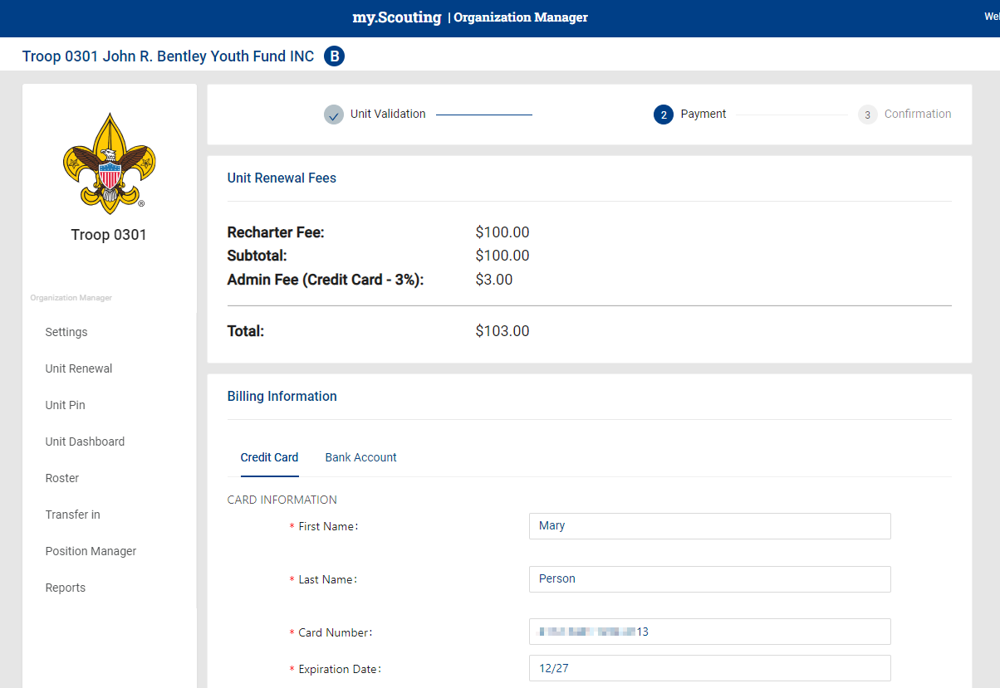 my.Scouting | Organization Manager
Troop 0301 John R. Bentley Youth Fund INC B
Unit Validation
2 Payment
3 Confirmation
®
Troop 0301
Organization Manager
Settings
Unit Renewal
Unit Pin
Unit Dashboard
Roster
Transfer in
Position Manager
Reports
Unit Renewal Fees
Recharter Fee: $100.00
Subtotal: $100.00
Admin Fee (Credit Card - 3%): $3.00
Total: $103.00
Billing Information
Credit Card Bank Account
CARD INFORMATION
* First Name: Mary
* Last Name: Person
* Card Number: 13
* Expiration Date: 12/27